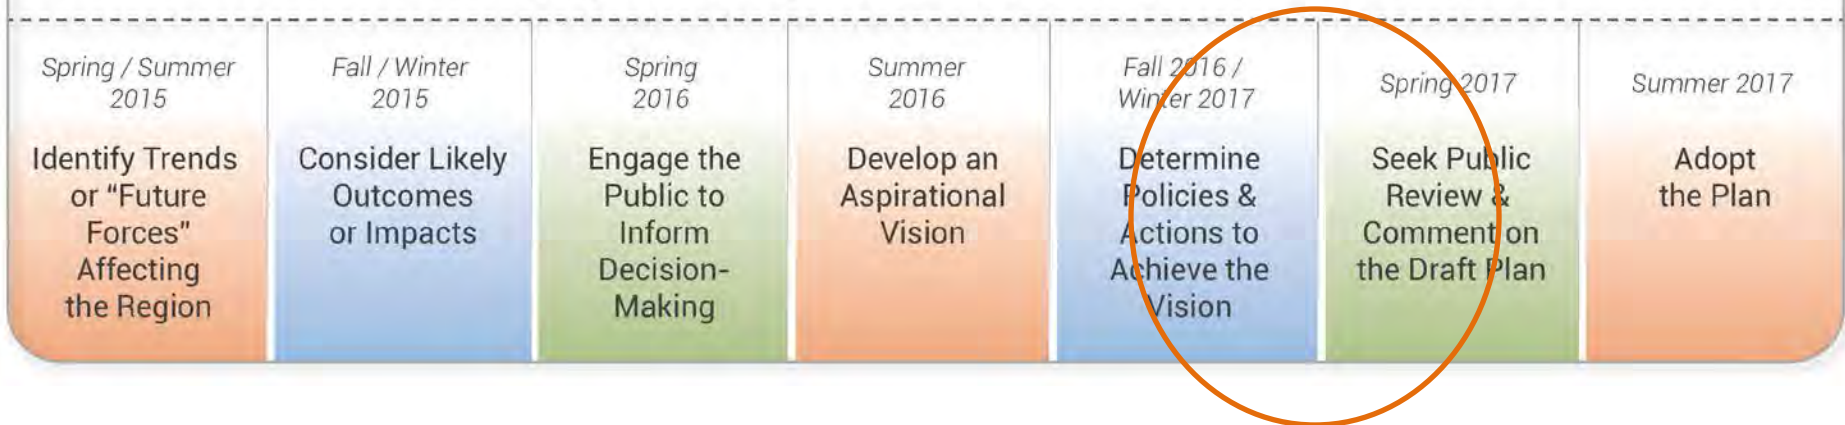 Spring / Summer
2015
Identify Trends
or “Future
Forces”
Affecting
the Region
Fall / Winter
2015
Consider Likely
Outcomes
or Impacts
Spring
2016
Engage the
Public to
Inform
Decision-
Making
Summer
2016
Develop an
Aspirational
Vision
Fall 2016 /
Winter 2017
Determine
Policies &
Actions to
Achieve the
Vision
Spring 2017
Seek Public
Review &
Comment on
the Draft Plan
Summer 2017
Adopt
the Plan